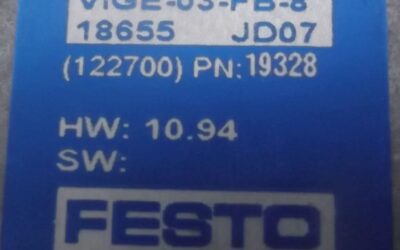 VIGE-03-FB-8
18655 JD07
(122700) PN:19328
HW: 10.94
SW:
FESTO